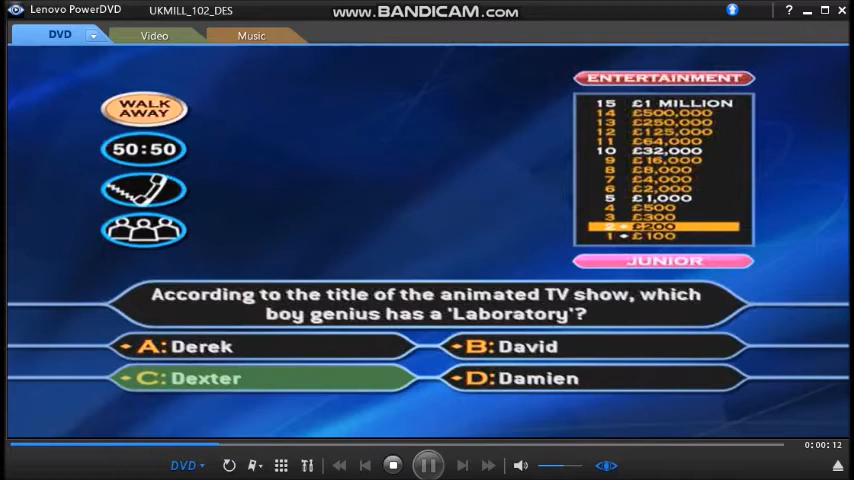 Lenovo PowerDVD
UKMILL_102_DES
www.BANDICAM.com
?
DVD
Video
Music
WALK AWAY
50:50
ENTERTAINMENT
15 £1 MILLION
14 £500,000
13 £250,000
12 £125,000
11 £64,000
10 £32,000
9 £16,000
8 £8,000
7 £4,000
6 £2,000
5 £1,000
4 £500
3 £300
2 £200
1 £100
JUNIOR
According to the title of the animated TV show, which
boy genius has a 'Laboratory'?
A: Derek
B: David
C: Dexter
D: Damien
0:00:12
DVD